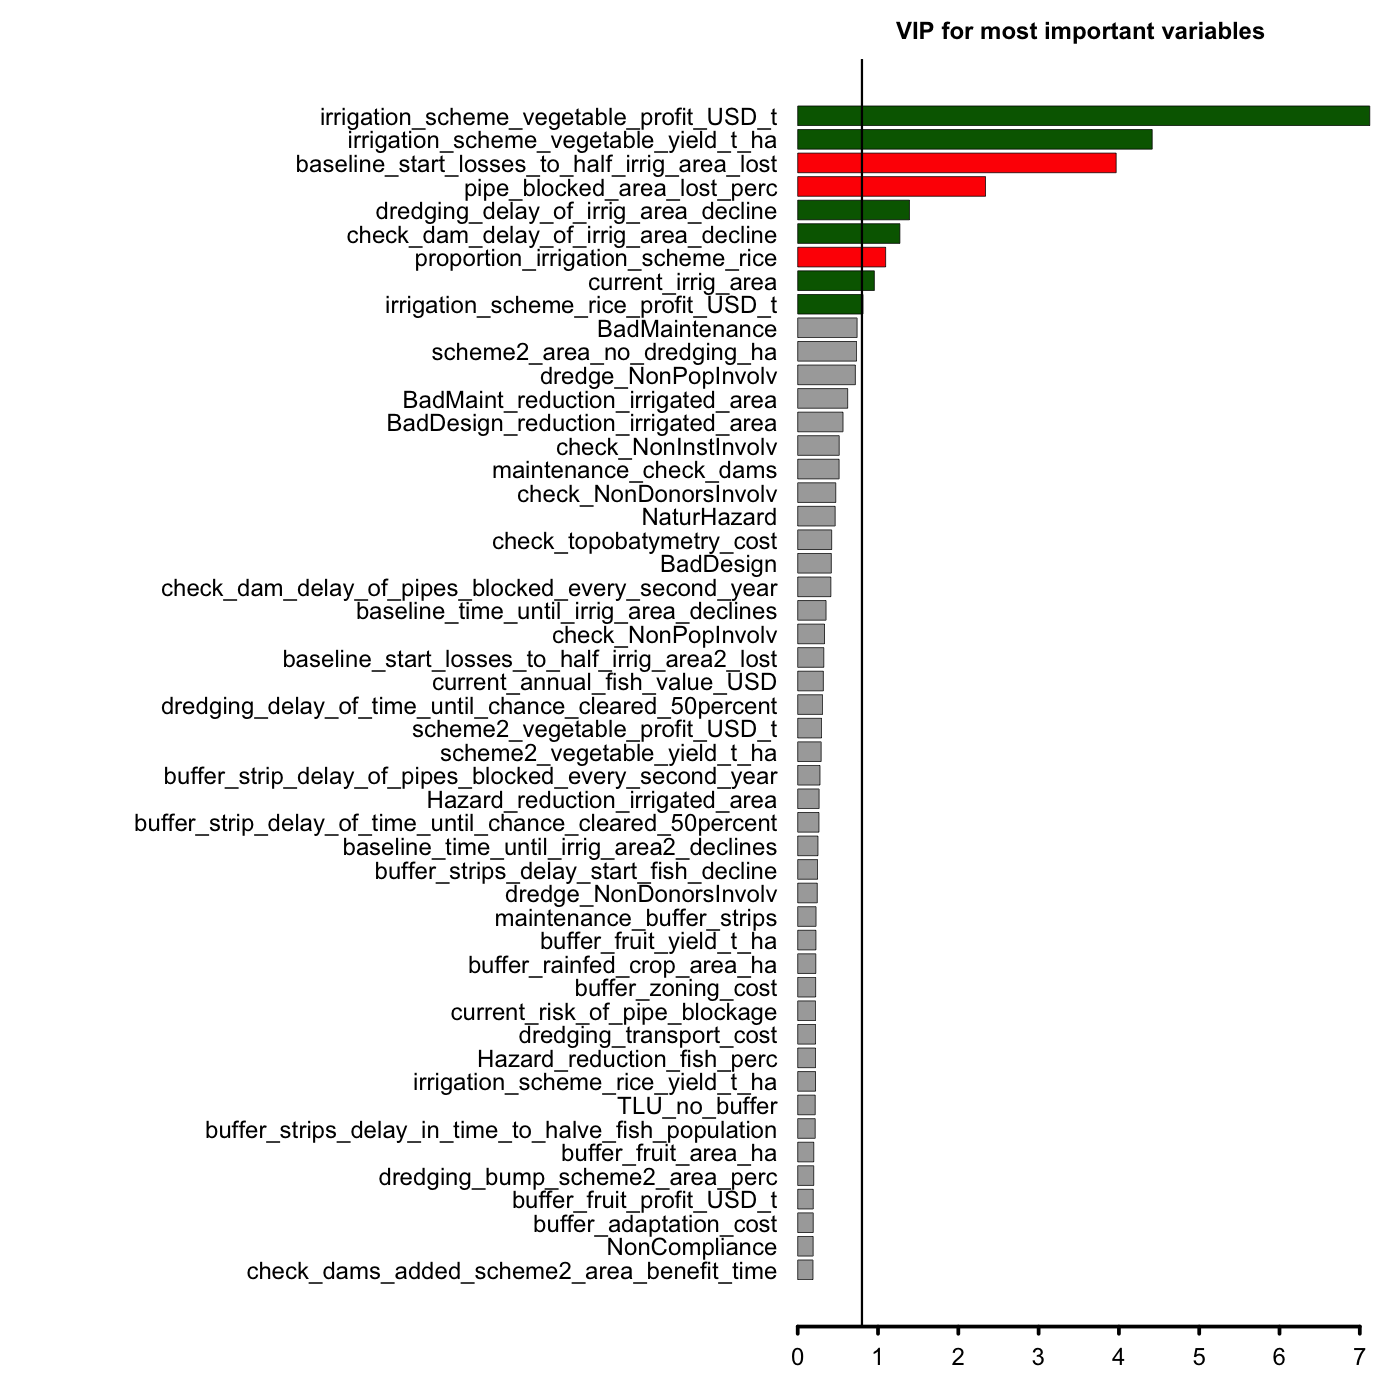 VIP for most important variables
irrigation_scheme_vegetable_profit_USD_t
irrigation_scheme_vegetable_yield_t_ha
baseline_start_losses_to_half_irrig_area_lost
pipe_blocked_area_lost_perc
dredging_delay_of_irrig_area_decline
check_dam_delay_of_irrig_area_decline
proportion_irrigation_scheme_rice
current_irrig_area
irrigation_scheme_rice_profit_USD_t
BadMaintenance
scheme2_area_no_dredging_ha
dredge_NonPopInvolv
BadMaint_reduction_irrigated_area
BadDesign_reduction_irrigated_area
check_NonInstInvolv
maintenance_check_dams
check_NonDonorsInvolv
NaturHazard
check_topobatymetry_cost
BadDesign
check_dam_delay_of_pipes_blocked_every_second_year
baseline_time_until_irrig_area_declines
check_NonPopInvolv
baseline_start_losses_to_half_irrig_area2_lost
current_annual_fish_value_USD
dredging_delay_of_time_until_chance_cleared_50percent
scheme2_vegetable_profit_USD_t
scheme2_vegetable_yield_t_ha
buffer_strip_delay_of_pipes_blocked_every_second_year
Hazard_reduction_irrigated_area
buffer_strip_delay_of_time_until_chance_cleared_50percent
baseline_time_until_irrig_area2_declines
buffer_strips_delay_start_fish_decline
dredge_NonDonorsInvolv
maintenance_buffer_strips
buffer_fruit_yield_t_ha
buffer_rainfed_crop_area_ha
buffer_zoning_cost
current_risk_of_pipe_blockage
dredging_transport_cost
Hazard_reduction_fish_perc
irrigation_scheme_rice_yield_t_ha
TLU_no_buffer
buffer_strips_delay_in_time_to_halve_fish_population
buffer_fruit_area_ha
dredging_bump_scheme2_area_perc
buffer_fruit_profit_USD_t
buffer_adaptation_cost
NonCompliance
check_dams_added_scheme2_area_benefit_time
0 1 2 3 4 5 6 7